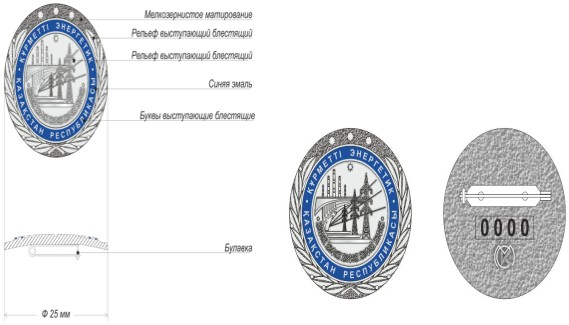 Мелкозернистое матирование
Рельеф выступающий блестящий
Рельеф выступающий блестящий
Синяя эмаль
Буквы выступающие блестящие
Булавка
Ф 25 мм
ҚҰРМЕТТІ ЭНЕРГЕТИК
ҚАЗАҚСТАН РЕСПУБЛИКАСЫ
ҚҰРМЕТТІ ЭНЕРГЕТИК
ҚАЗАҚСТАН РЕСПУБЛИКАСЫ
0000